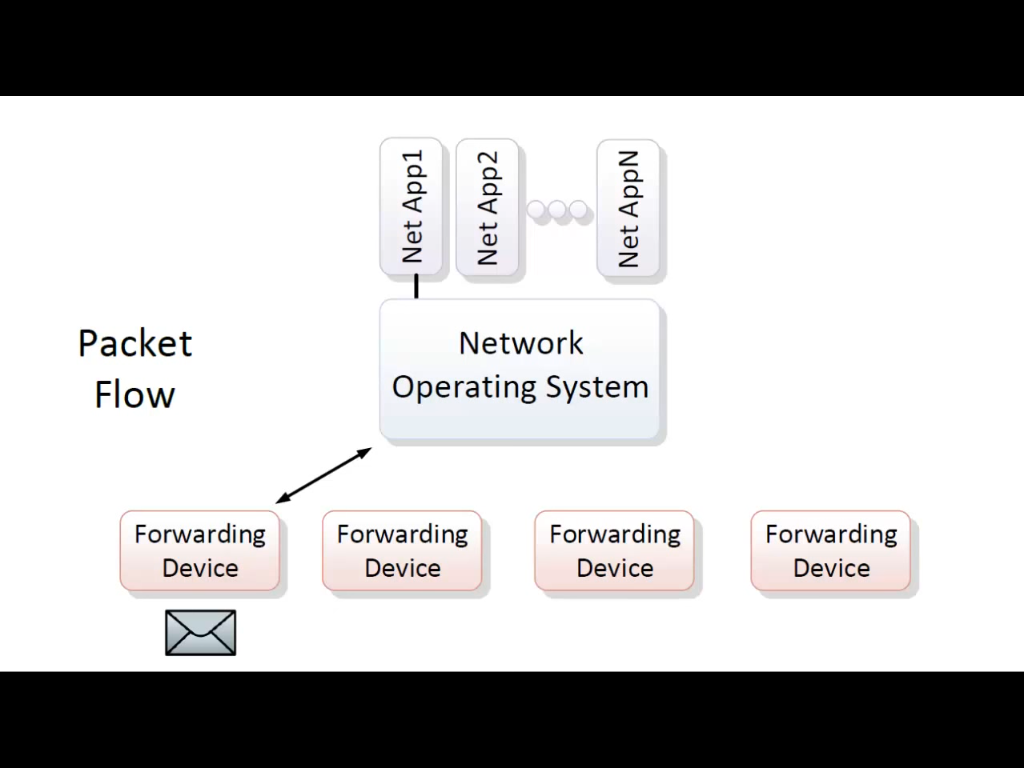 Net App1
Net App2
Net AppN
Packet
Flow
Network
Operating System
Forwarding
Device
Forwarding
Device
Forwarding
Device
Forwarding
Device